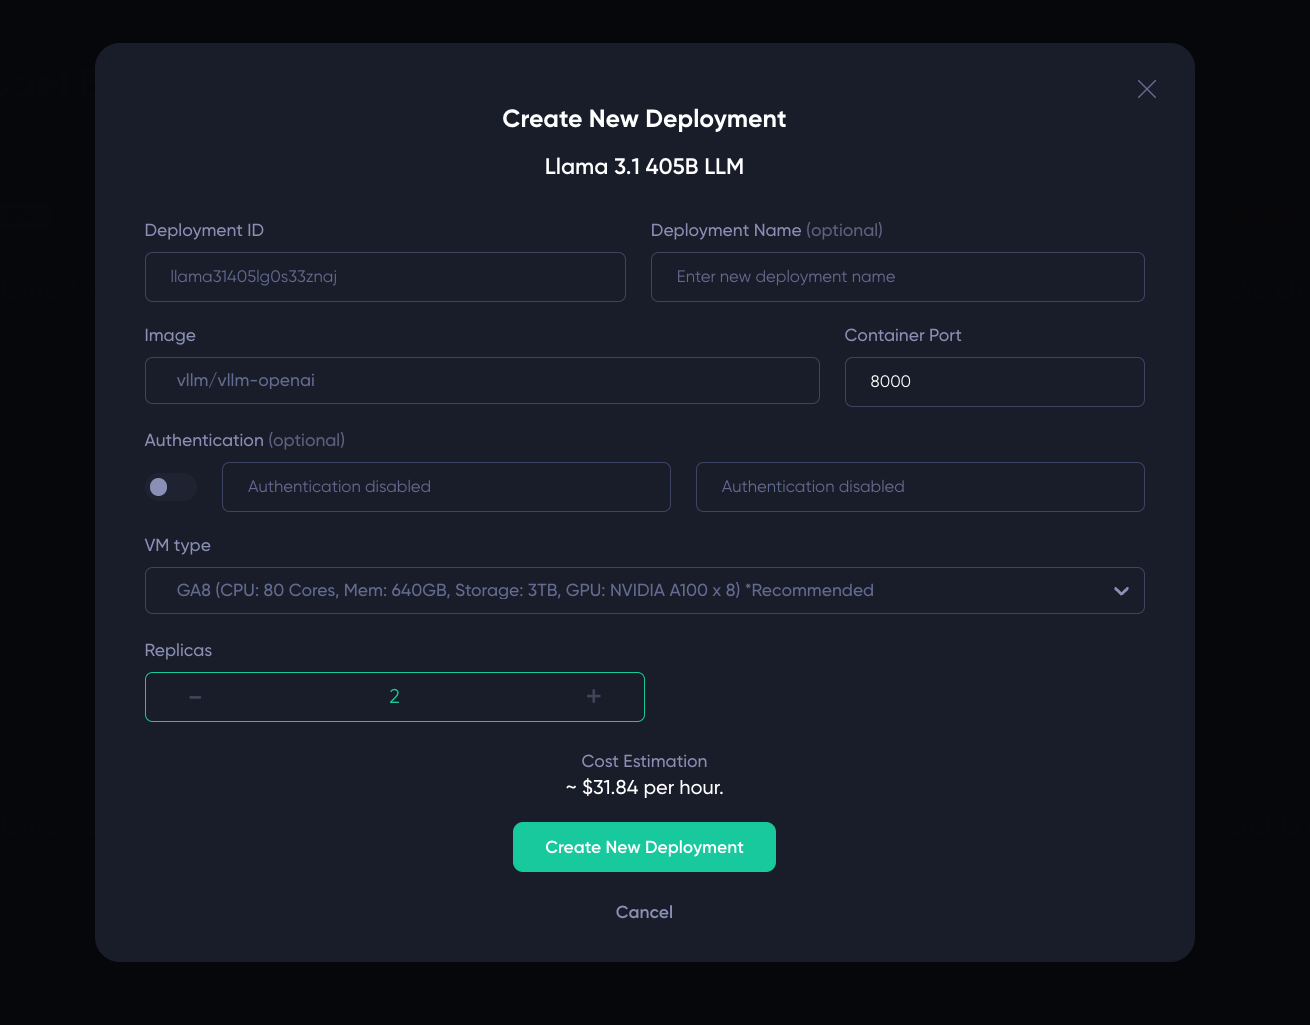 Create New Deployment
Llama 3.1 405B LLM
Deployment ID
Deployment Name (optional)
llama31405lg0s33znaj
Enter new deployment name
Image
Container Port
vllm/vllm-openai
8000
Authentication (optional)
Authentication disabled
Authentication disabled
VM type
GA8 (CPU: 80 Cores, Mem: 640GB, Storage: 3TB, GPU: NVIDIA A100 x 8) *Recommended
Replicas
− 2 +
Cost Estimation
~ $31.84 per hour.
Create New Deployment
Cancel